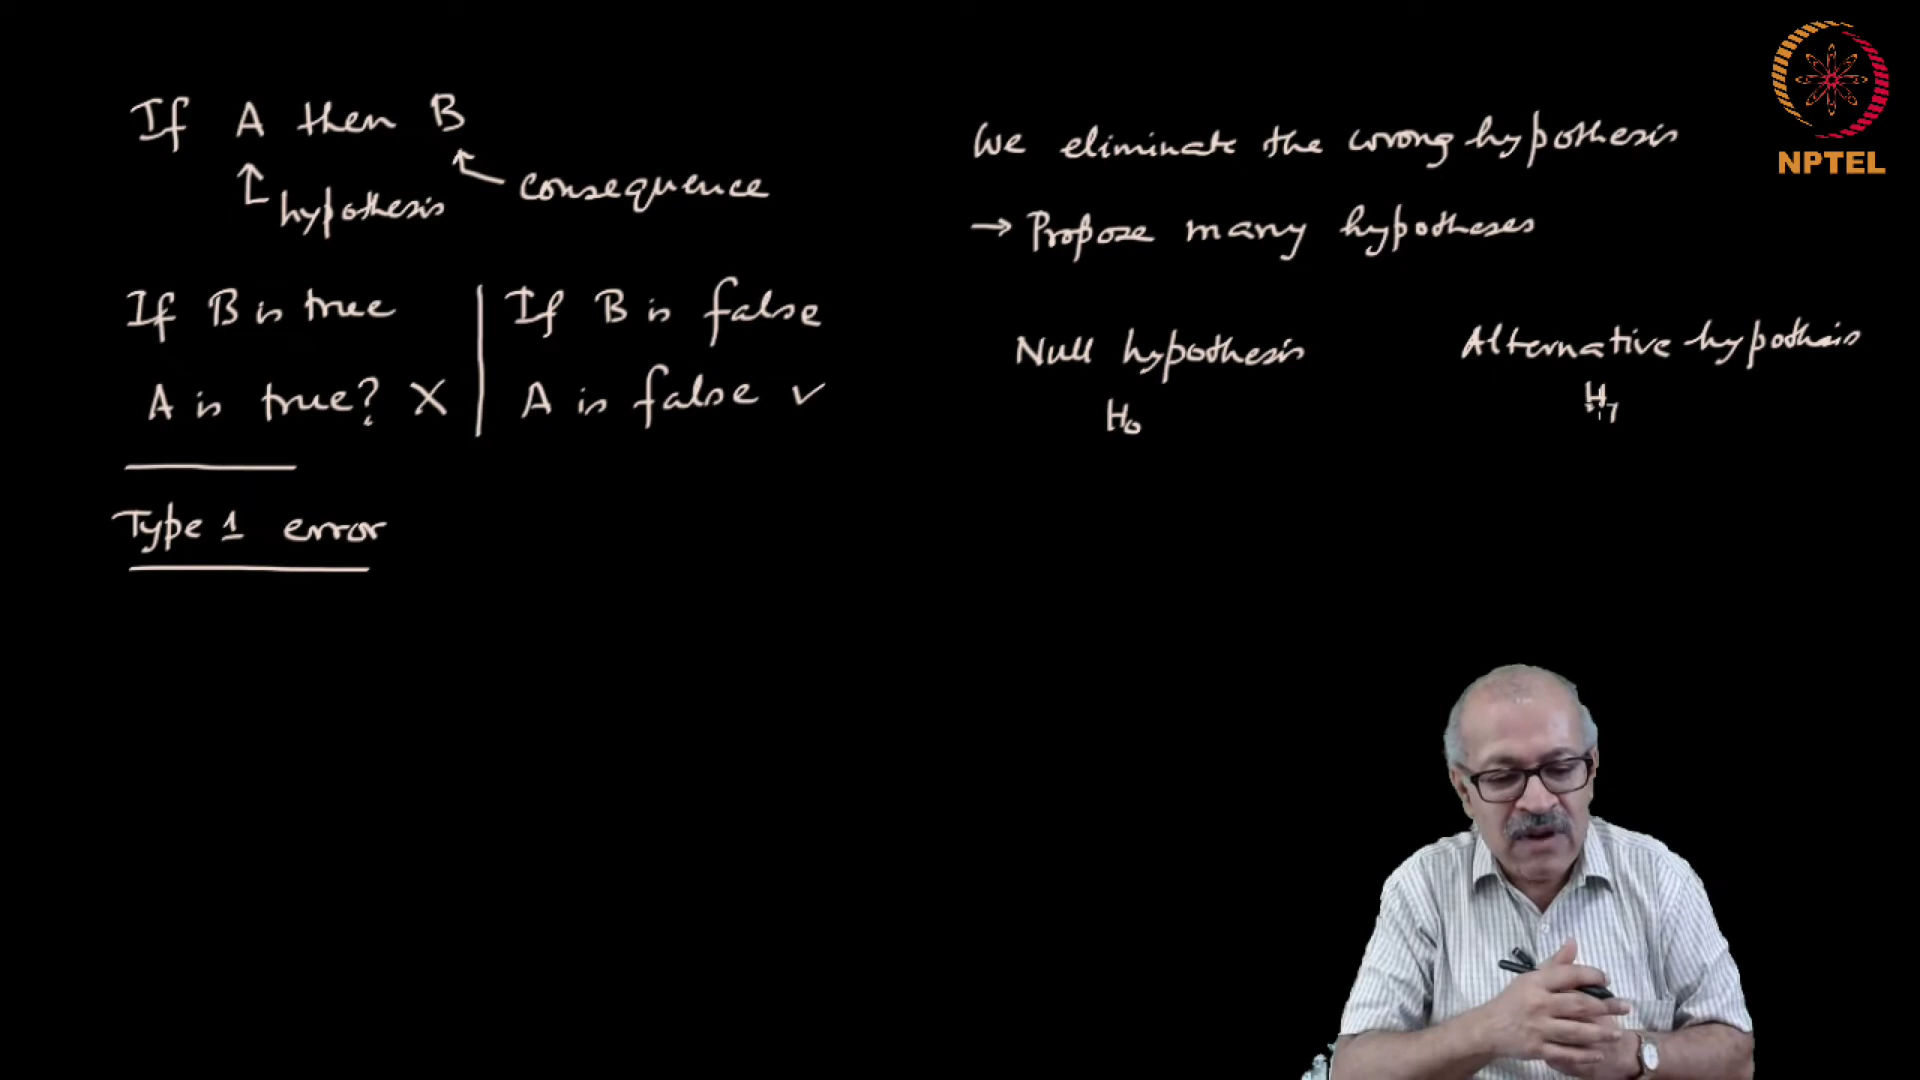 If A then B
hypothesis
consequence
If B is true
A is true? X
If B is false
A is false ✓
Type 1 error
We eliminate the wrong hypothesis
→ Propose many hypotheses
Null hypothesis
H₀
Alternative hypothesis
NPTEL